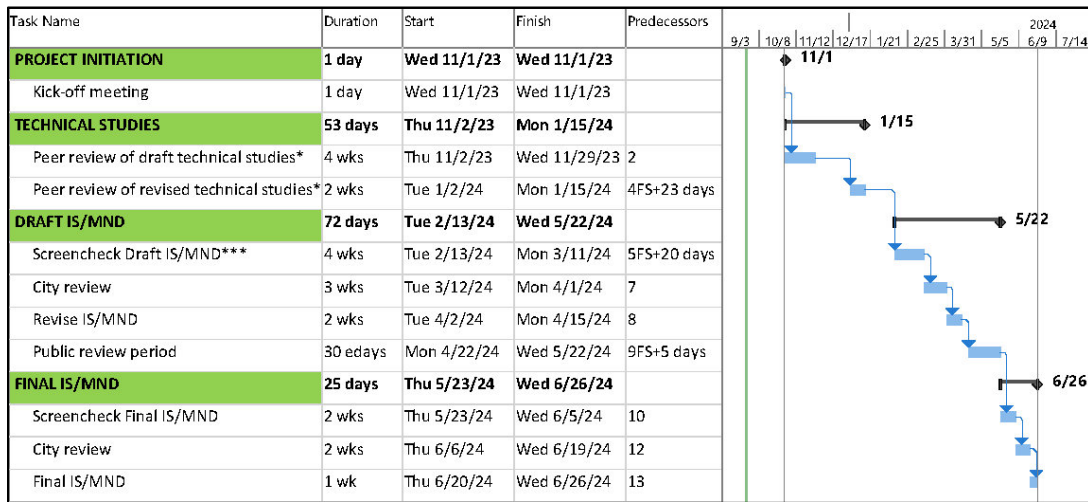 Task Name Duration Start Finish Predecessors 2024
9/3 10/8 11/12 12/17 1/21 2/25 3/31 5/5 6/9 7/14
PROJECT INITIATION 1 day Wed 11/1/23 Wed 11/1/23 11/1
Kick-off meeting 1 day Wed 11/1/23 Wed 11/1/23
TECHNICAL STUDIES 53 days Thu 11/2/23 Mon 1/15/24 1/15
Peer review of draft technical studies* 4 wks Thu 11/2/23 Wed 11/29/23 2
Peer review of revised technical studies* 2 wks Tue 1/2/24 Mon 1/15/24 4FS+23 days
DRAFT IS/MND 72 days Tue 2/13/24 Wed 5/22/24 5/22
Screencheck Draft IS/MND*** 4 wks Tue 2/13/24 Mon 3/11/24 5FS+20 days
City review 3 wks Tue 3/12/24 Mon 4/1/24 7
Revise IS/MND 2 wks Tue 4/2/24 Mon 4/15/24 8
Public review period 30 edays Mon 4/22/24 Wed 5/22/24 9FS+5 days
FINAL IS/MND 25 days Thu 5/23/24 Wed 6/26/24 6/26
Screencheck Final IS/MND 2 wks Thu 5/23/24 Wed 6/5/24 10
City review 2 wks Thu 6/6/24 Wed 6/19/24 12
Final IS/MND 1 wk Thu 6/20/24 Wed 6/26/24 13